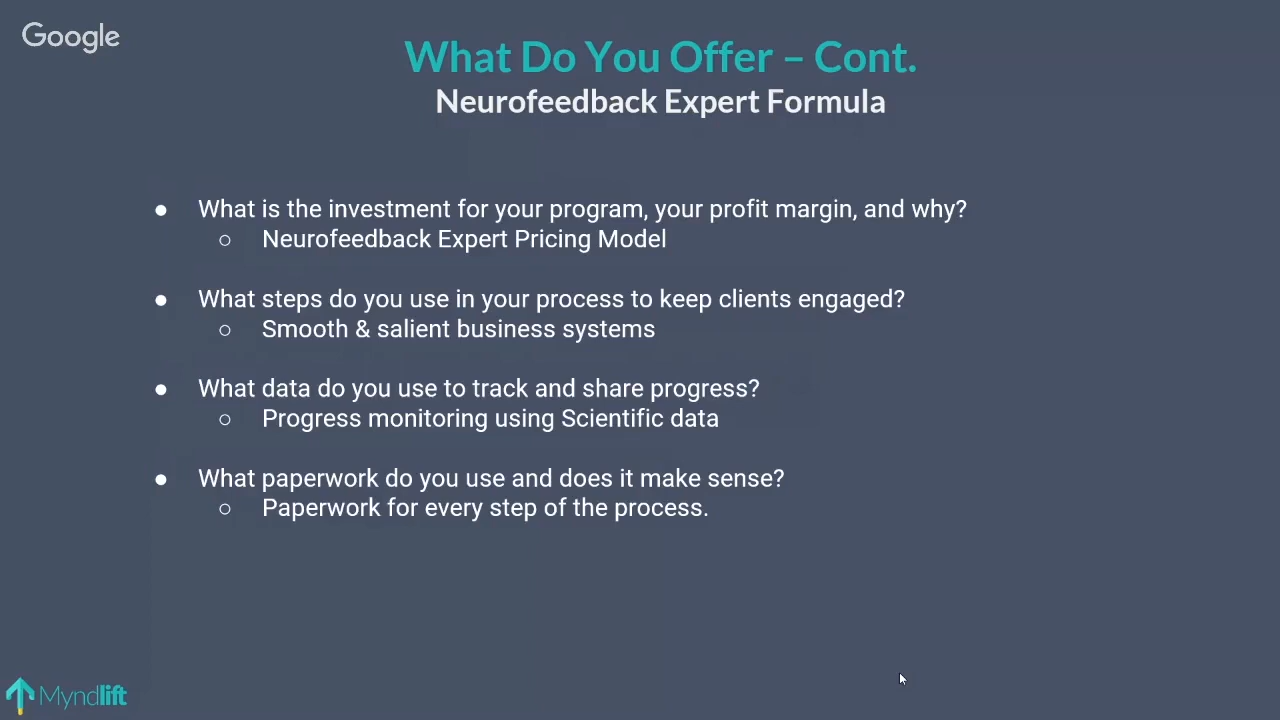 Google
What Do You Offer – Cont.
Neurofeedback Expert Formula
● What is the investment for your program, your profit margin, and why?
○ Neurofeedback Expert Pricing Model
● What steps do you use in your process to keep clients engaged?
○ Smooth & salient business systems
● What data do you use to track and share progress?
○ Progress monitoring using Scientific data
● What paperwork do you use and does it make sense?
○ Paperwork for every step of the process.
Myndlift